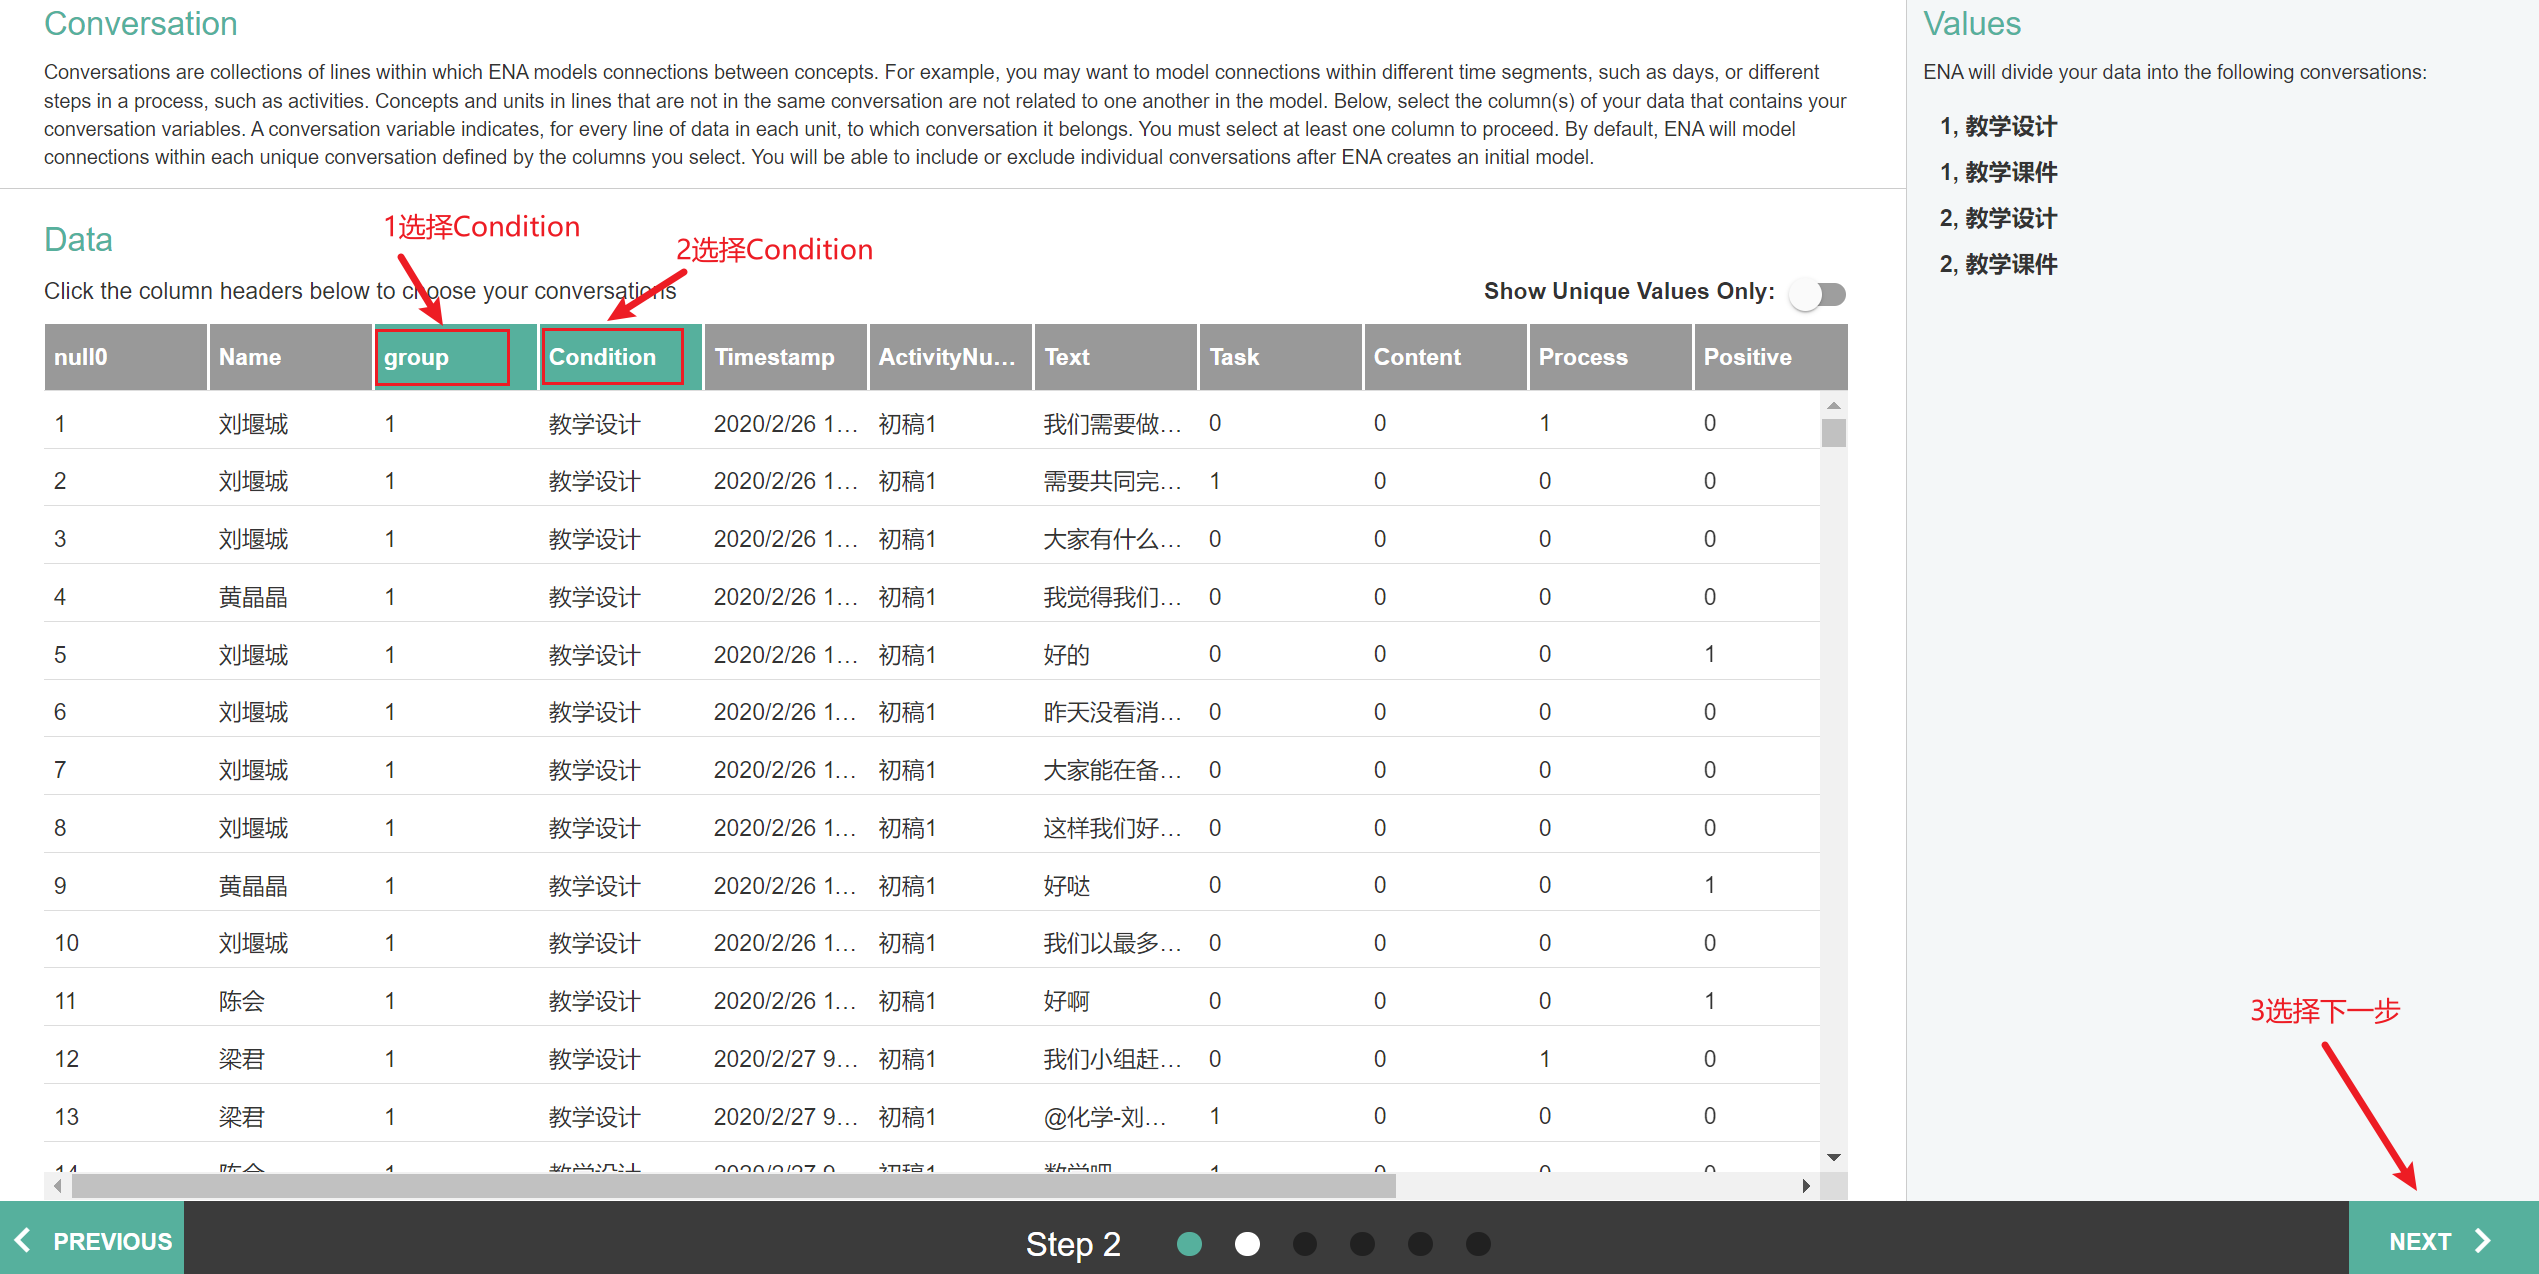 Conversation
Conversations are collections of lines within which ENA models connections between concepts. For example, you may want to model connections within different time segments, such as days, or different
steps in a process, such as activities. Concepts and units in lines that are not in the same conversation are not related to one another in the model. Below, select the column(s) of your data that contains your
conversation variables. A conversation variable indicates, for every line of data in each unit, to which conversation it belongs. You must select at least one column to proceed. By default, ENA will model
connections within each unique conversation defined by the columns you select. You will be able to include or exclude individual conversations after ENA creates an initial model.
Values
ENA will divide your data into the following conversations:
1, 教学设计
1, 教学课件
2, 教学设计
2, 教学课件
1选择Condition
2选择Condition
Data
Click the column headers below to choose your conversations
Show Unique Values Only:
null0 Name group Condition Timestamp ActivityNu... Text Task Content Process Positive
1 刘堰城 1 教学设计 2020/2/26 1... 初稿1 我们需要做... 0 0 1 0
2 刘堰城 1 教学设计 2020/2/26 1... 初稿1 需要共同完... 1 0 0 0
3 刘堰城 1 教学设计 2020/2/26 1... 初稿1 大家有什么... 0 0 0 0
4 黄晶晶 1 教学设计 2020/2/26 1... 初稿1 我觉得我们... 0 0 0 0
5 刘堰城 1 教学设计 2020/2/26 1... 初稿1 好的 0 0 0 1
6 刘堰城 1 教学设计 2020/2/26 1... 初稿1 昨天没看消... 0 0 0 0
7 刘堰城 1 教学设计 2020/2/26 1... 初稿1 大家能在备... 0 0 0 0
8 刘堰城 1 教学设计 2020/2/26 1... 初稿1 这样我们好... 0 0 0 0
9 黄晶晶 1 教学设计 2020/2/26 1... 初稿1 好哒 0 0 0 1
10 刘堰城 1 教学设计 2020/2/26 1... 初稿1 我们以最多... 0 0 0 0
11 陈会 1 教学设计 2020/2/26 1... 初稿1 好啊 0 0 0 1
12 梁君 1 教学设计 2020/2/27 9... 初稿1 我们小组赶... 0 0 1 0
13 梁君 1 教学设计 2020/2/27 9... 初稿1 @化学-刘... 1 0 0 0
14 陈会 1 教学设计 2020/2/27 9... 初稿1 1 0 0 0
3选择下一步
PREVIOUS
Step 2
NEXT